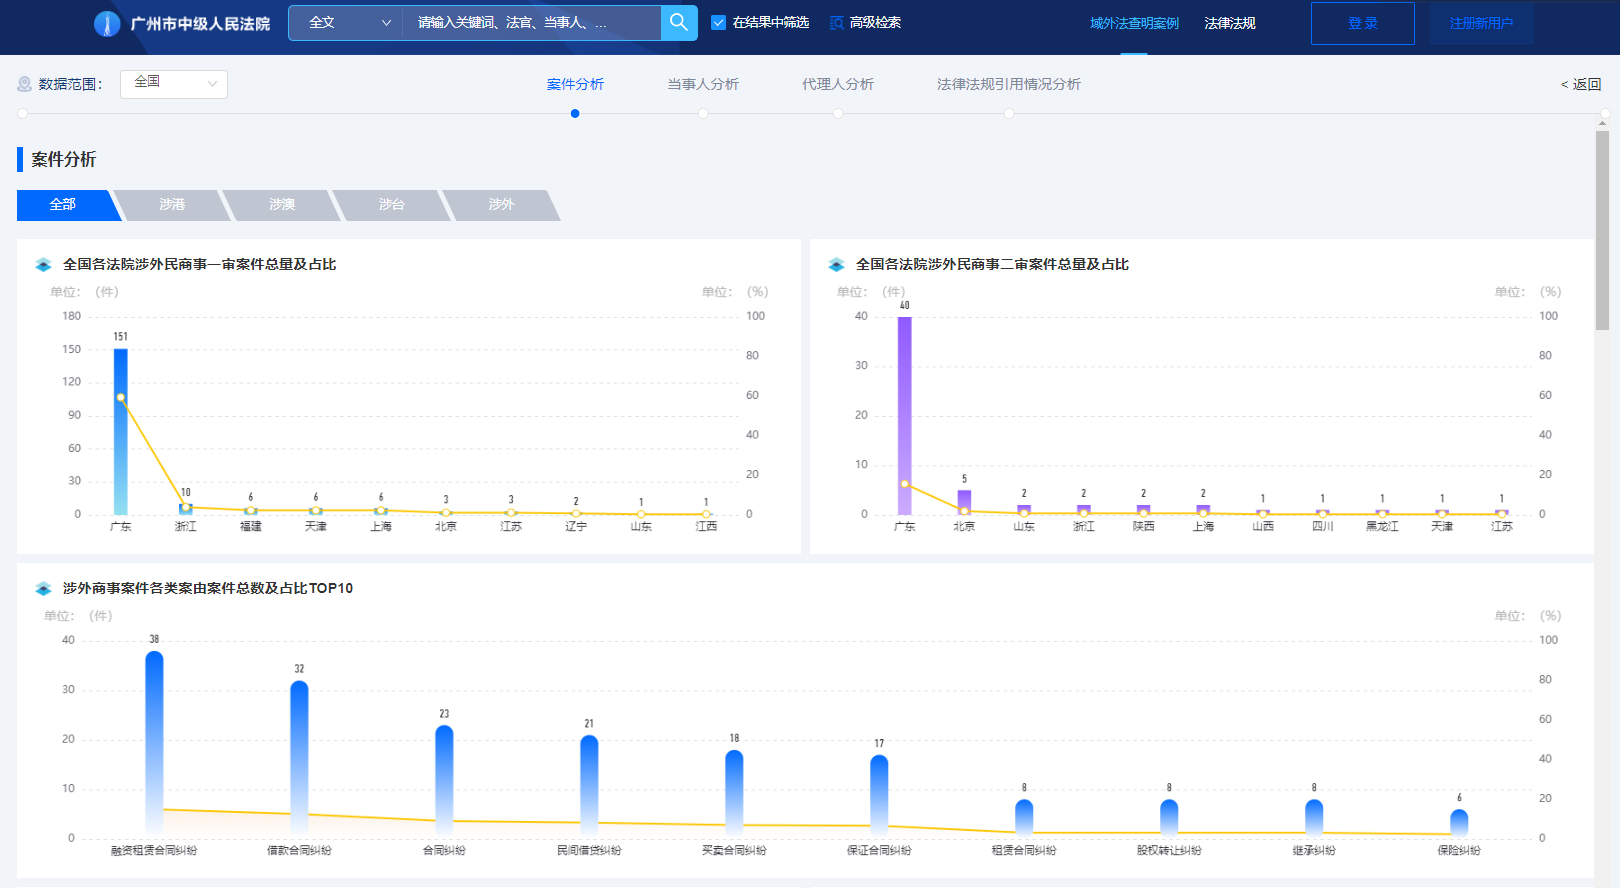 广州市中级人民法院
全文
请输入关键词、法官、当事人、...
在结果中筛选
高级检索
域外法查明案例
法律法规
登 录
注册新用户
数据范围：
全国
案件分析
当事人分析
代理人分析
法律法规引用情况分析
< 返回
案件分析
全部
涉港
涉澳
涉台
涉外
全国各法院涉外民商事一审案件总量及占比
单位：（件）
单位：（%）
180
150
120
90
60
30
0
100
80
60
40
20
0
151
10
6
6
6
3
3
2
1
1
广东
浙江
福建
天津
上海
北京
江苏
辽宁
山东
江西
全国各法院涉外民商事二审案件总量及占比
单位：（件）
单位：（%）
40
30
20
10
0
100
80
60
40
20
0
40
5
2
2
2
2
1
1
1
1
1
广东
北京
山东
浙江
陕西
上海
山西
四川
黑龙江
天津
江苏
涉外商事案件各类案由案件总数及占比TOP10
单位：（件）
单位：（%）
40
30
20
10
0
100
80
60
40
20
0
38
32
23
21
18
17
8
8
8
6
融资租赁合同纠纷
借款合同纠纷
合同纠纷
民间借贷纠纷
买卖合同纠纷
保证合同纠纷
租赁合同纠纷
股权转让纠纷
继承纠纷
保险纠纷